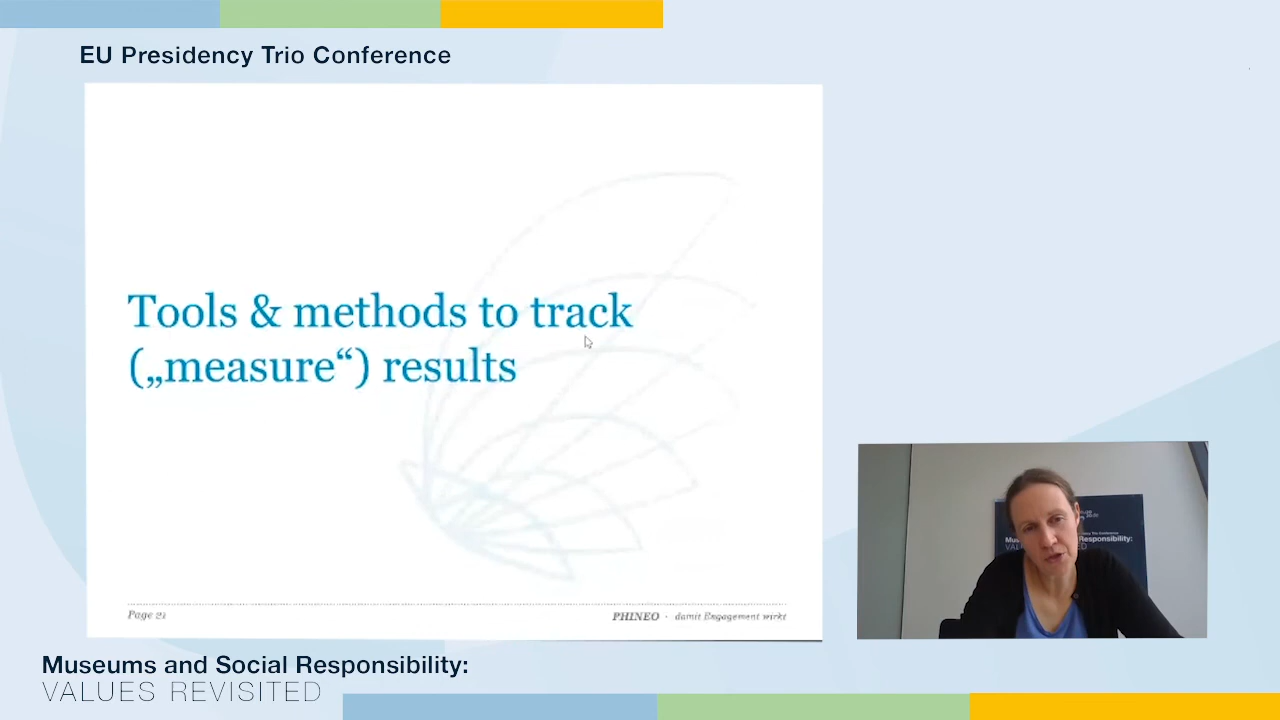 EU Presidency Trio Conference
Tools & methods to track
(„measure“) results
Page 21
PHINEO · damit Engagement wirkt
Responsibility:
Museums and Social Responsibility:
VALUES REVISITED